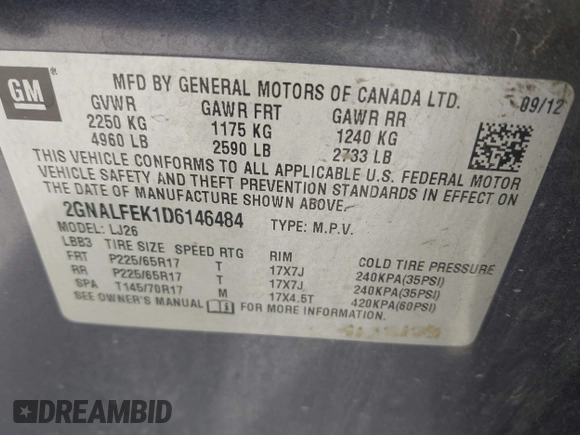 GM
MFD BY GENERAL MOTORS OF CANADA LTD. 09/12
GVWR GAWR FRT GAWR RR
2250 KG 1175 KG 1240 KG
4960 LB 2590 LB 2733 LB
THIS VEHICLE CONFORMS TO ALL APPLICABLE U.S. FEDERAL MOTOR
VEHICLE SAFETY AND THEFT PREVENTION STANDARDS IN EFFECT ON
THE DATE OF MANUFACTURE SHOWN ABOVE.
2GNALFEK1D6146484 TYPE: M.P.V.
MODEL: LJ26
LBB3 TIRE SIZE SPEED RTG RIM COLD TIRE PRESSURE
FRT P225/65R17 T 17X7J 240KPA(35PSI)
RR P225/65R17 T 17X7J 240KPA(35PSI)
SPA T145/70R17 M 17X4.5T 420KPA(60PSI)
SEE OWNER'S MANUAL FOR MORE INFORMATION.
DREAMBID